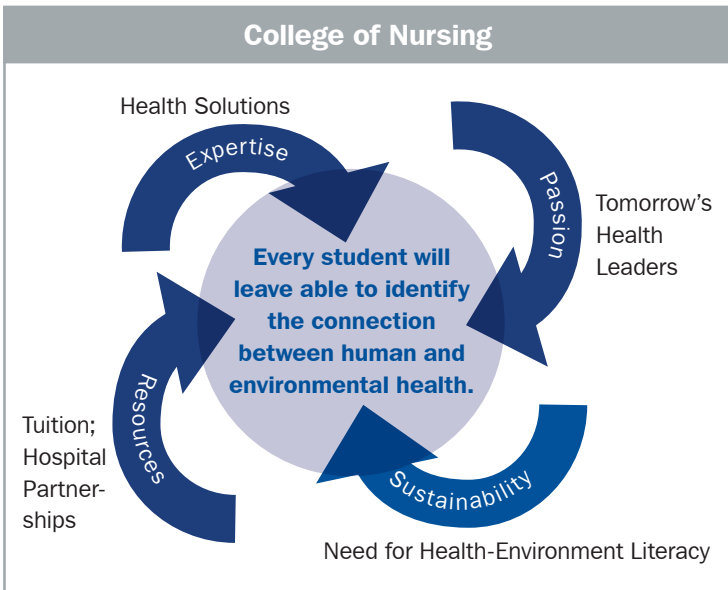 College of Nursing
Health Solutions
Expertise
Passion
Tomorrow’s
Health
Leaders
Every student will
leave able to identify
the connection
between human and
environmental health.
Resources
Tuition;
Hospital
Partner-
ships
Sustainability
Need for Health-Environment Literacy